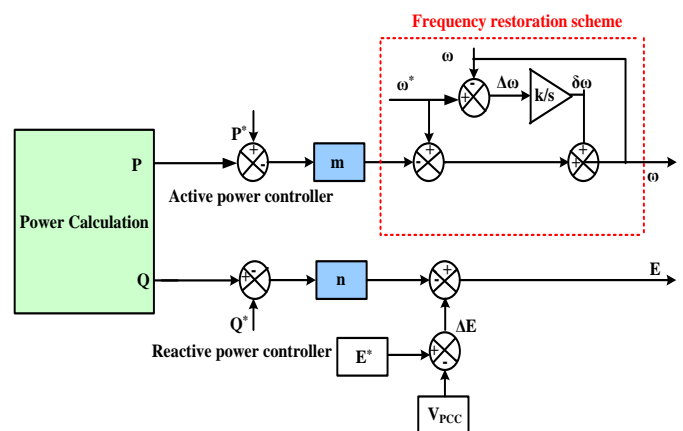 Frequency restoration scheme
ω
ω*
Δω
k/s
δω
+
-
P*
P
+
-
m
-
+
+
+
ω
Active power controller
Power Calculation
Q
+
-
n
-
+
E
Q*
ΔE
Reactive power controller
E*
+
-
VPCC